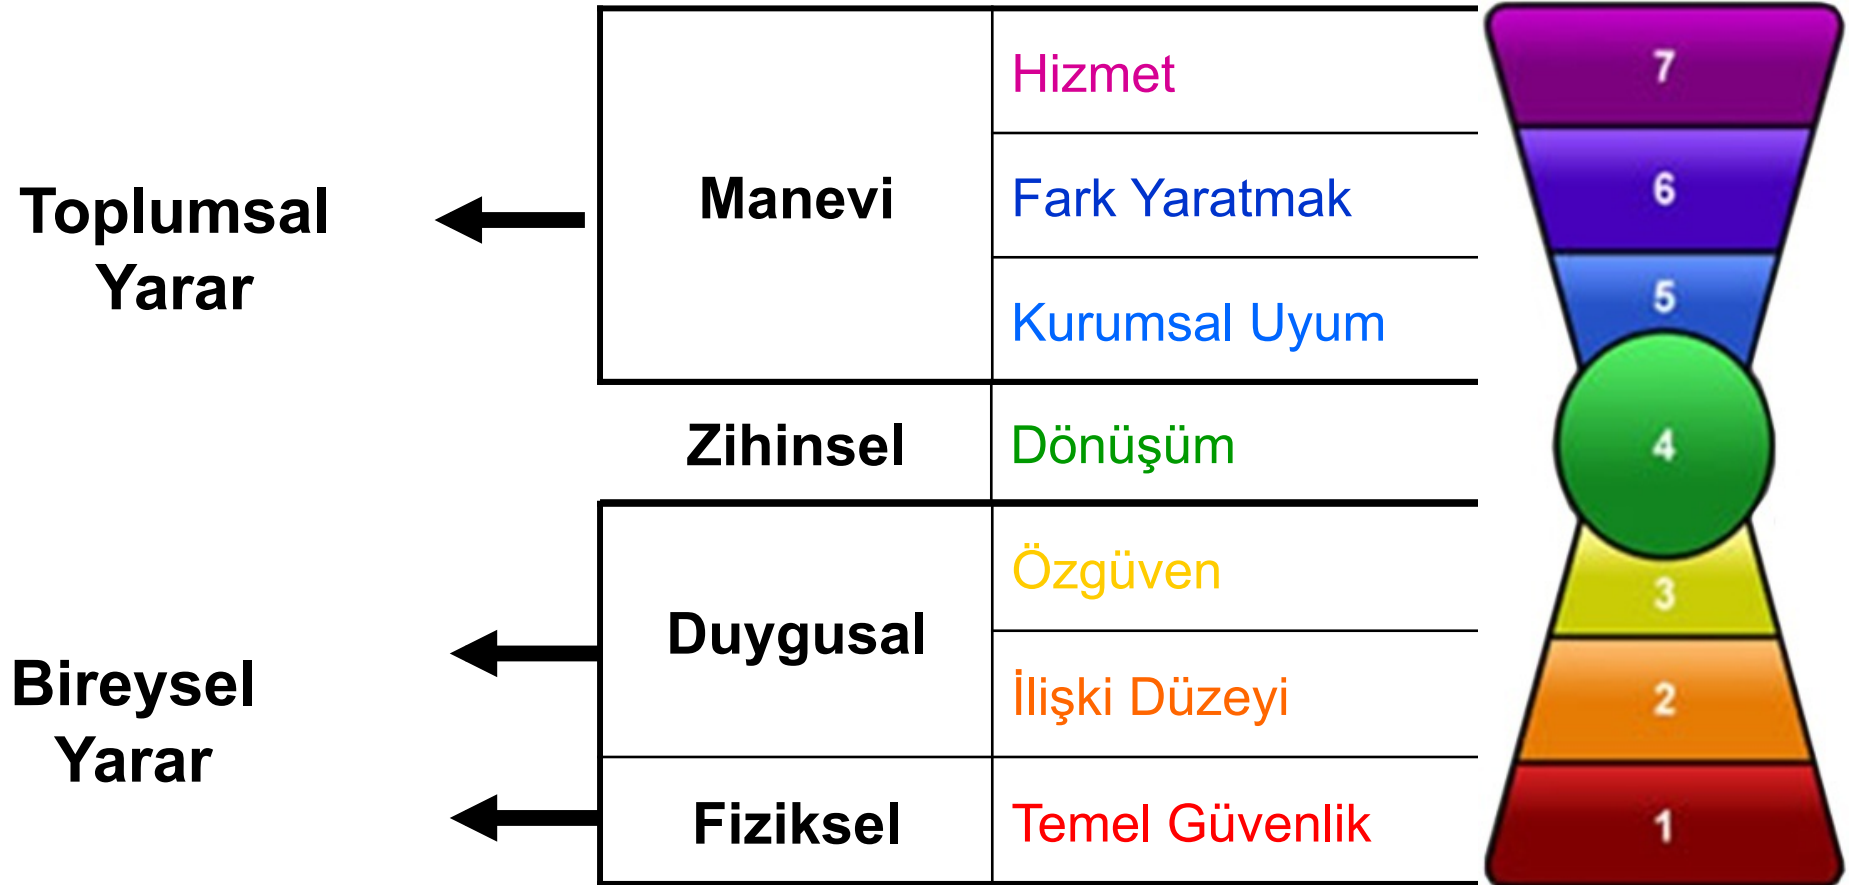 Toplumsal
Yarar
Manevi
Hizmet
7
Fark Yaratmak
6
Kurumsal Uyum
5
Zihinsel
Dönüşüm
4
Bireysel
Yarar
Duygusal
Özgüven
3
İlişki Düzeyi
2
Fiziksel
Temel Güvenlik
1